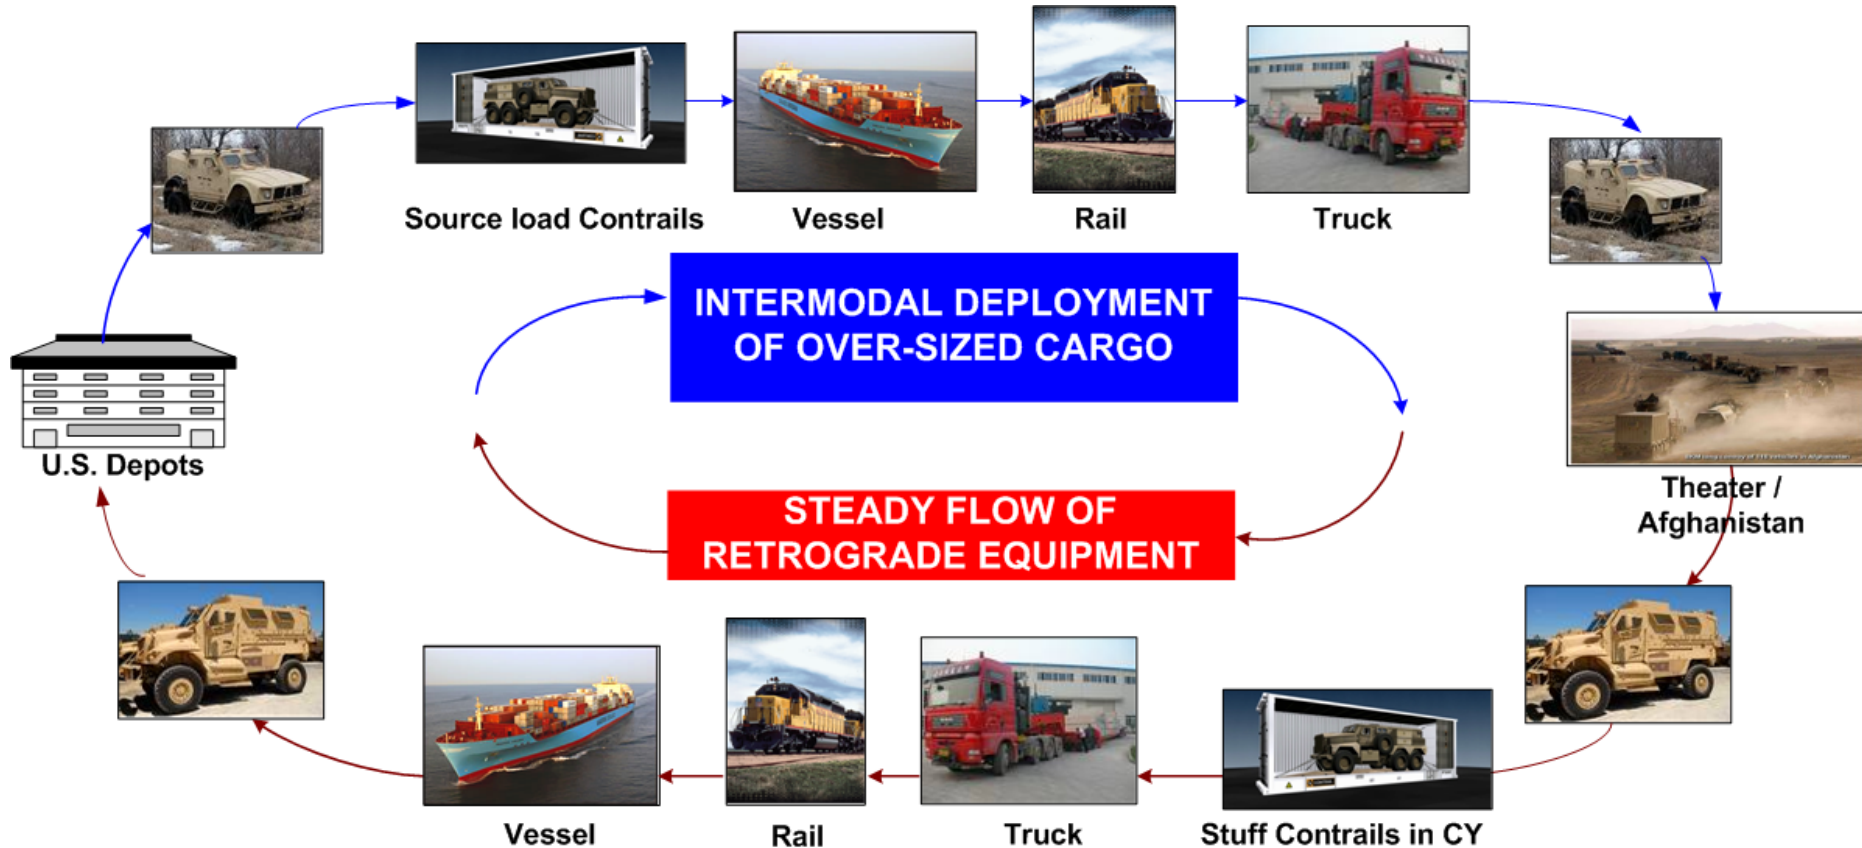 Source load Contrails
Vessel
Rail
Truck
INTERMODAL DEPLOYMENT
OF OVER-SIZED CARGO
U.S. Depots
Theater /
Afghanistan
STEADY FLOW OF
RETROGRADE EQUIPMENT
Vessel
Rail
Truck
Stuff Contrails in CY